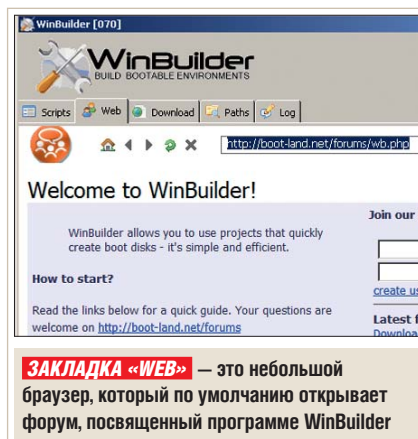 WinBuilder [070]
WinBuilder
BUILD BOOTABLE ENVIRONMENTS
Scripts Web Download Paths Log
http://boot-land.net/forums/wb.php
Welcome to WinBuilder!
Join our
WinBuilder allows you to use projects that quickly
create boot disks - it's simple and efficient.
How to start?
create us
Read the links below for a quick guide. Your questions are
welcome on http://boot-land.net/forums
Latest f
Downloa
ЗАКЛАДКА «WEB» — это небольшой
браузер, который по умолчанию открывает
форум, посвященный программе WinBuilder